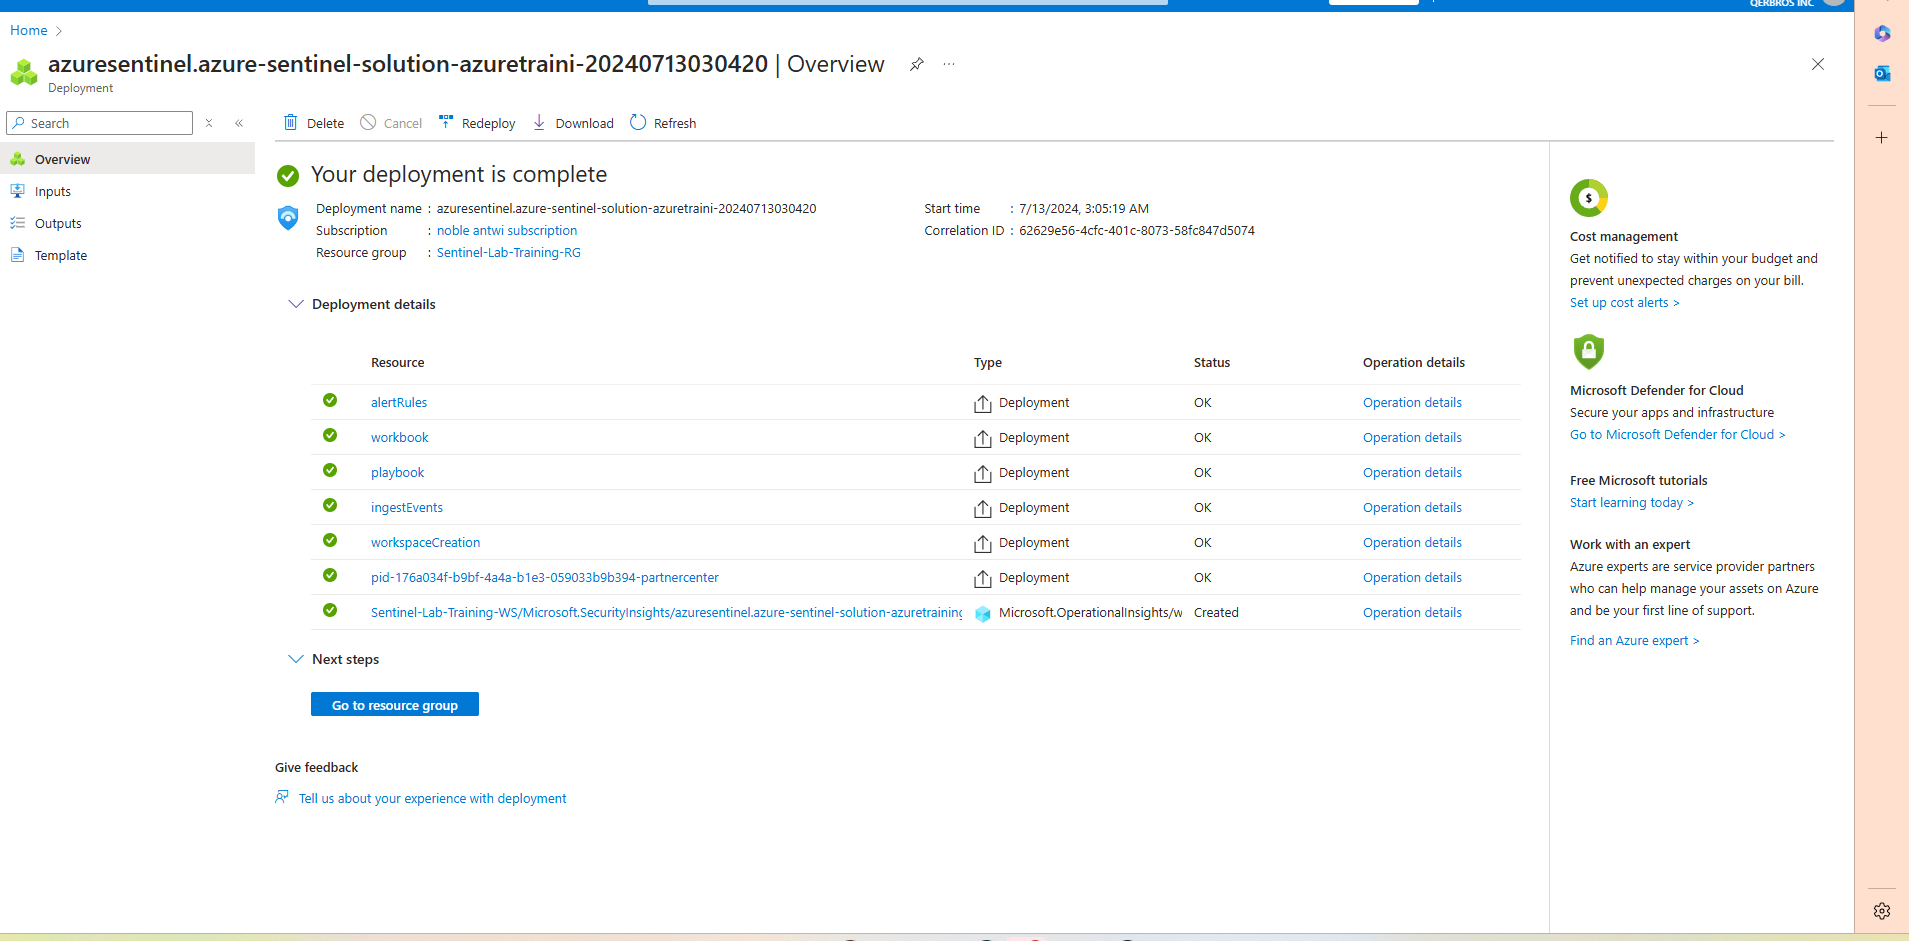 QERBROS INC
Home >
azuresentinel.azure-sentinel-solution-azuretraini-20240713030420 | Overview
Deployment
Search
Delete Cancel Redeploy Download Refresh
Overview
Inputs
Outputs
Template
Your deployment is complete
Deployment name : azuresentinel.azure-sentinel-solution-azuretraini-20240713030420
Subscription : noble antwi subscription
Resource group : Sentinel-Lab-Training-RG
Start time : 7/13/2024, 3:05:19 AM
Correlation ID : 62629e56-4cfc-401c-8073-58fc847d5074
Deployment details
Resource Type Status Operation details
alertRules Deployment OK Operation details
workbook Deployment OK Operation details
playbook Deployment OK Operation details
ingestEvents Deployment OK Operation details
workspaceCreation Deployment OK Operation details
pid-176a034f-b9bf-4a4a-b1e3-059033b9b394-partnercenter Deployment OK Operation details
Sentinel-Lab-Training-WS/Microsoft.SecurityInsights/azuresentinel.azure-sentinel-solution-azuretraining Microsoft.OperationalInsights/w Created Operation details
Next steps
Go to resource group
Give feedback
Tell us about your experience with deployment
Cost management
Get notified to stay within your budget and
prevent unexpected charges on your bill.
Set up cost alerts >
Microsoft Defender for Cloud
Secure your apps and infrastructure
Go to Microsoft Defender for Cloud >
Free Microsoft tutorials
Start learning today >
Work with an expert
Azure experts are service provider partners
who can help manage your assets on Azure
and be your first line of support.
Find an Azure expert >